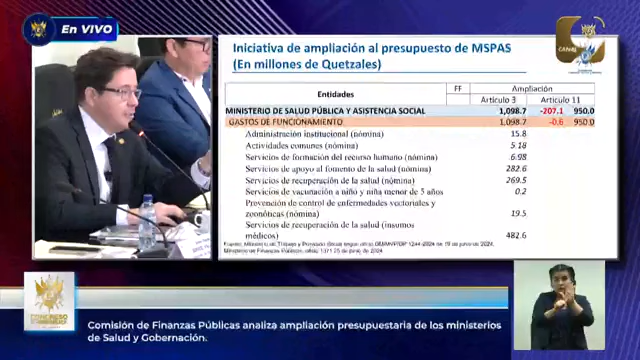 En VIVO
Iniciativa de ampliación al presupuesto de MSPAS
(En millones de Quetzales)
Entidades FF Ampliación
Artículo 3 Artículo 11
MINISTERIO DE SALUD PÚBLICA Y ASISTENCIA SOCIAL 1,098.7 -207.1 950.0
GASTOS DE FUNCIONAMIENTO 1,098.7 -0.6 950.0
Administración institucional (nómina) 15.8
Actividades comunes (nómina) 5.18
Servicios de formación del recurso humano (nómina) 6.98
Servicios de apoyo al fomento de la salud (nómina) 282.6
Servicios de recuperación de la salud (nómina) 269.5
Servicios de vacunación a niño y niña menor de 5 años 0.2
Prevención de control de enfermedades vectoriales y
zoonóticas (nómina) 19.5
Servicios de recuperación de la salud (insumos
médicos) 482.6
CONGRESO
Comisión de Finanzas Públicas analiza ampliación presupuestaria de los ministerios
de Salud y Gobernación.